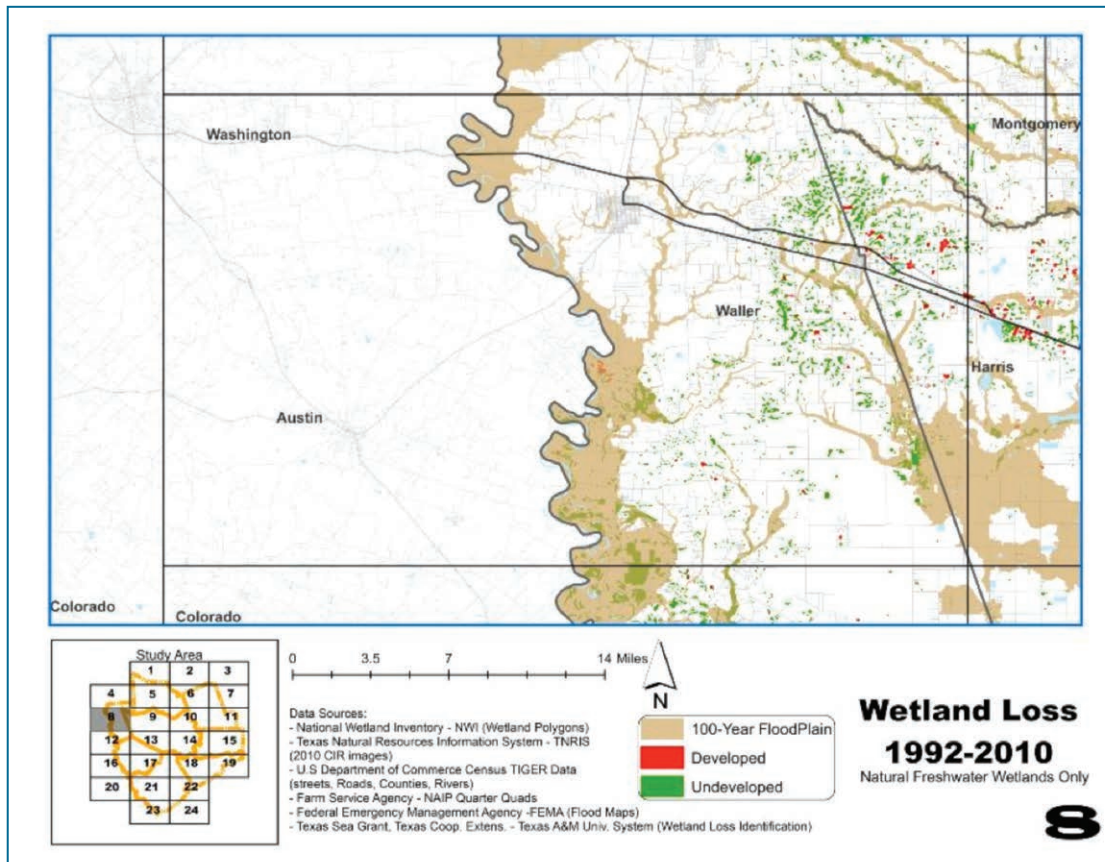 Washington
Montgomery
Waller
Harris
Austin
Colorado
Colorado
Study Area
1 2 3
4 5 6 7
8 9 10 11
12 13 14 15
16 17 18 19
20 21 22
23 24
0 3.5 7 14 Miles
N
Data Sources:
- National Wetland Inventory - NWI (Wetland Polygons)
- Texas Natural Resources Information System - TNRIS
(2010 CIR images)
- U.S Department of Commerce Census TIGER Data
(streets, Roads, Counties, Rivers)
- Farm Service Agency - NAIP Quarter Quads
- Federal Emergency Management Agency -FEMA (Flood Maps)
- Texas Sea Grant, Texas Coop. Extens. - Texas A&M Univ. System (Wetland Loss Identification)
100-Year FloodPlain
Developed
Undeveloped
Wetland Loss
1992-2010
Natural Freshwater Wetlands Only
8